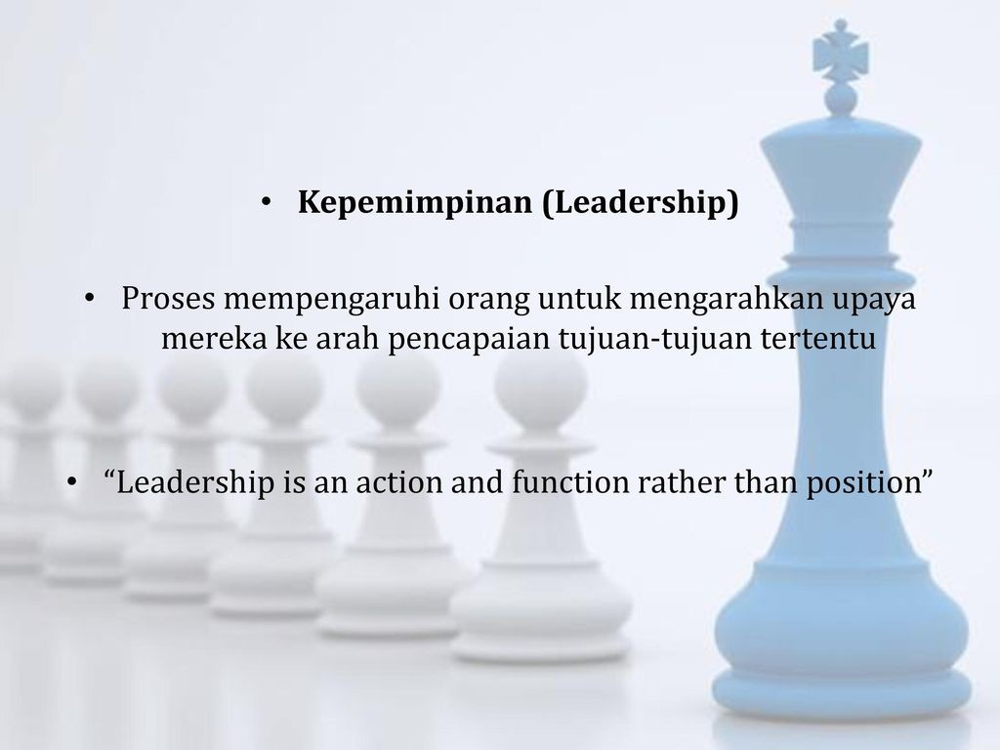 • Kepemimpinan (Leadership)
• Proses mempengaruhi orang untuk mengarahkan upaya
mereka ke arah pencapaian tujuan-tujuan tertentu
• “Leadership is an action and function rather than position”